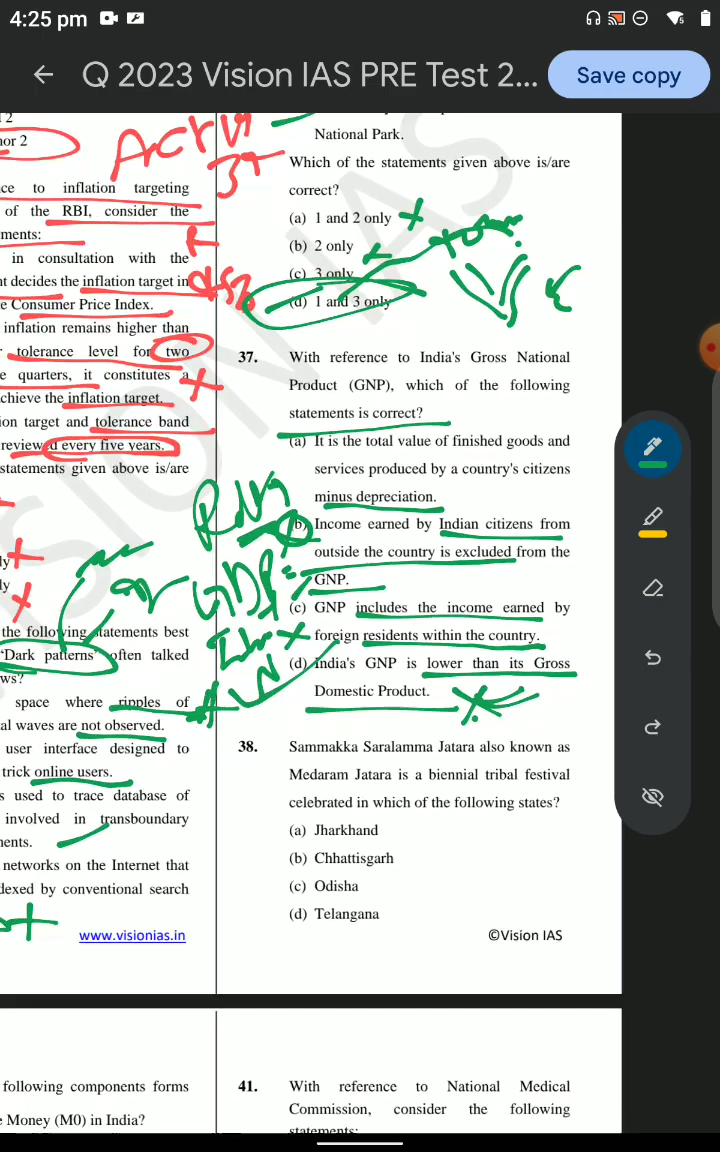 4:25 pm
Q 2023 Vision IAS PRE Test 2...
Save copy
2
nor 2
ce to inflation targeting
of the RBI, consider the
ments:
in consultation with the
nt decides the inflation target in
e Consumer Price Index.
inflation remains higher than
tolerance level for two
e quarters, it constitutes a
achieve the inflation target.
ion target and tolerance band
review d every five years.
statements given above is/are
ly
ly
the following statements best
'Dark patterns' often talked
ws?
space where ripples of
al waves are not observed.
user interface designed to
trick online users.
s used to trace database of
involved in transboundary
ments.
networks on the Internet that
dexed by conventional search
www.visionias.in
National Park.
Which of the statements given above is/are
correct?
(a) 1 and 2 only
(b) 2 only
(c) 3 only
(d) 1 and 3 only
37. With reference to India's Gross National
Product (GNP), which of the following
statements is correct?
(a) It is the total value of finished goods and
services produced by a country's citizens
minus depreciation.
(b) Income earned by Indian citizens from
outside the country is excluded from the
GNP.
(c) GNP includes the income earned by
foreign residents within the country.
(d) India's GNP is lower than its Gross
Domestic Product.
38. Sammakka Saralamma Jatara also known as
Medaram Jatara is a biennial tribal festival
celebrated in which of the following states?
(a) Jharkhand
(b) Chhattisgarh
(c) Odisha
(d) Telangana
©Vision IAS
following components forms
e Money (M0) in India?
41. With reference to National Medical
Commission, consider the following
statements: